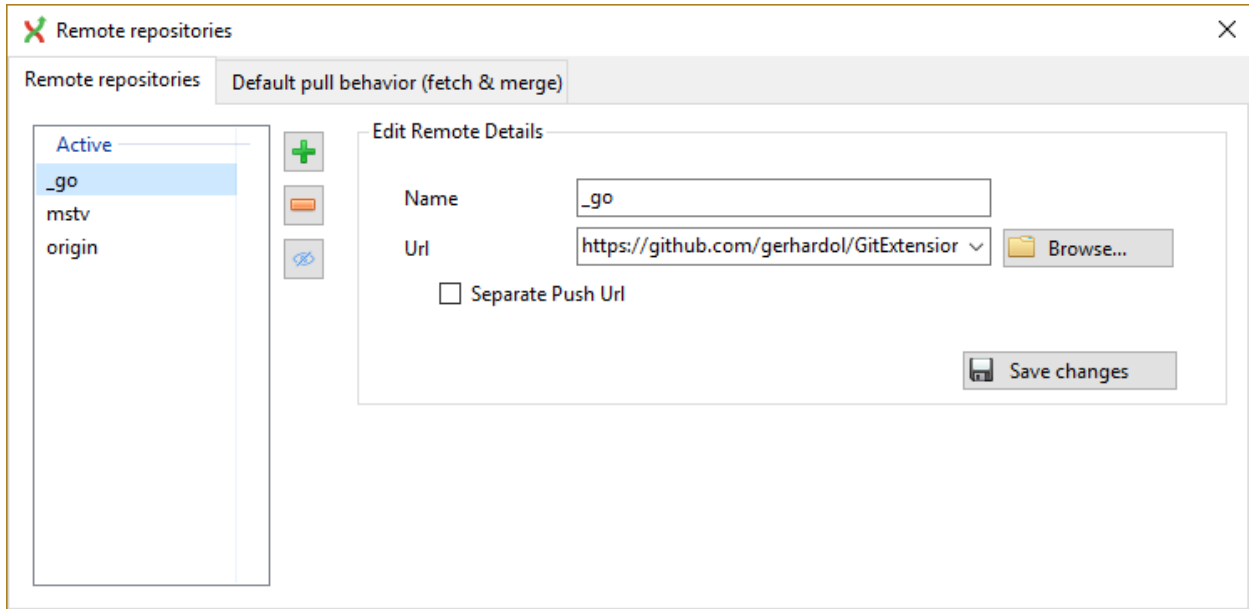 Remote repositories
Remote repositories
Default pull behavior (fetch & merge)
Active
_go
mstv
origin
Edit Remote Details
Name
_go
Url
https://github.com/gerhardol/GitExtension
Browse...
Separate Push Url
Save changes